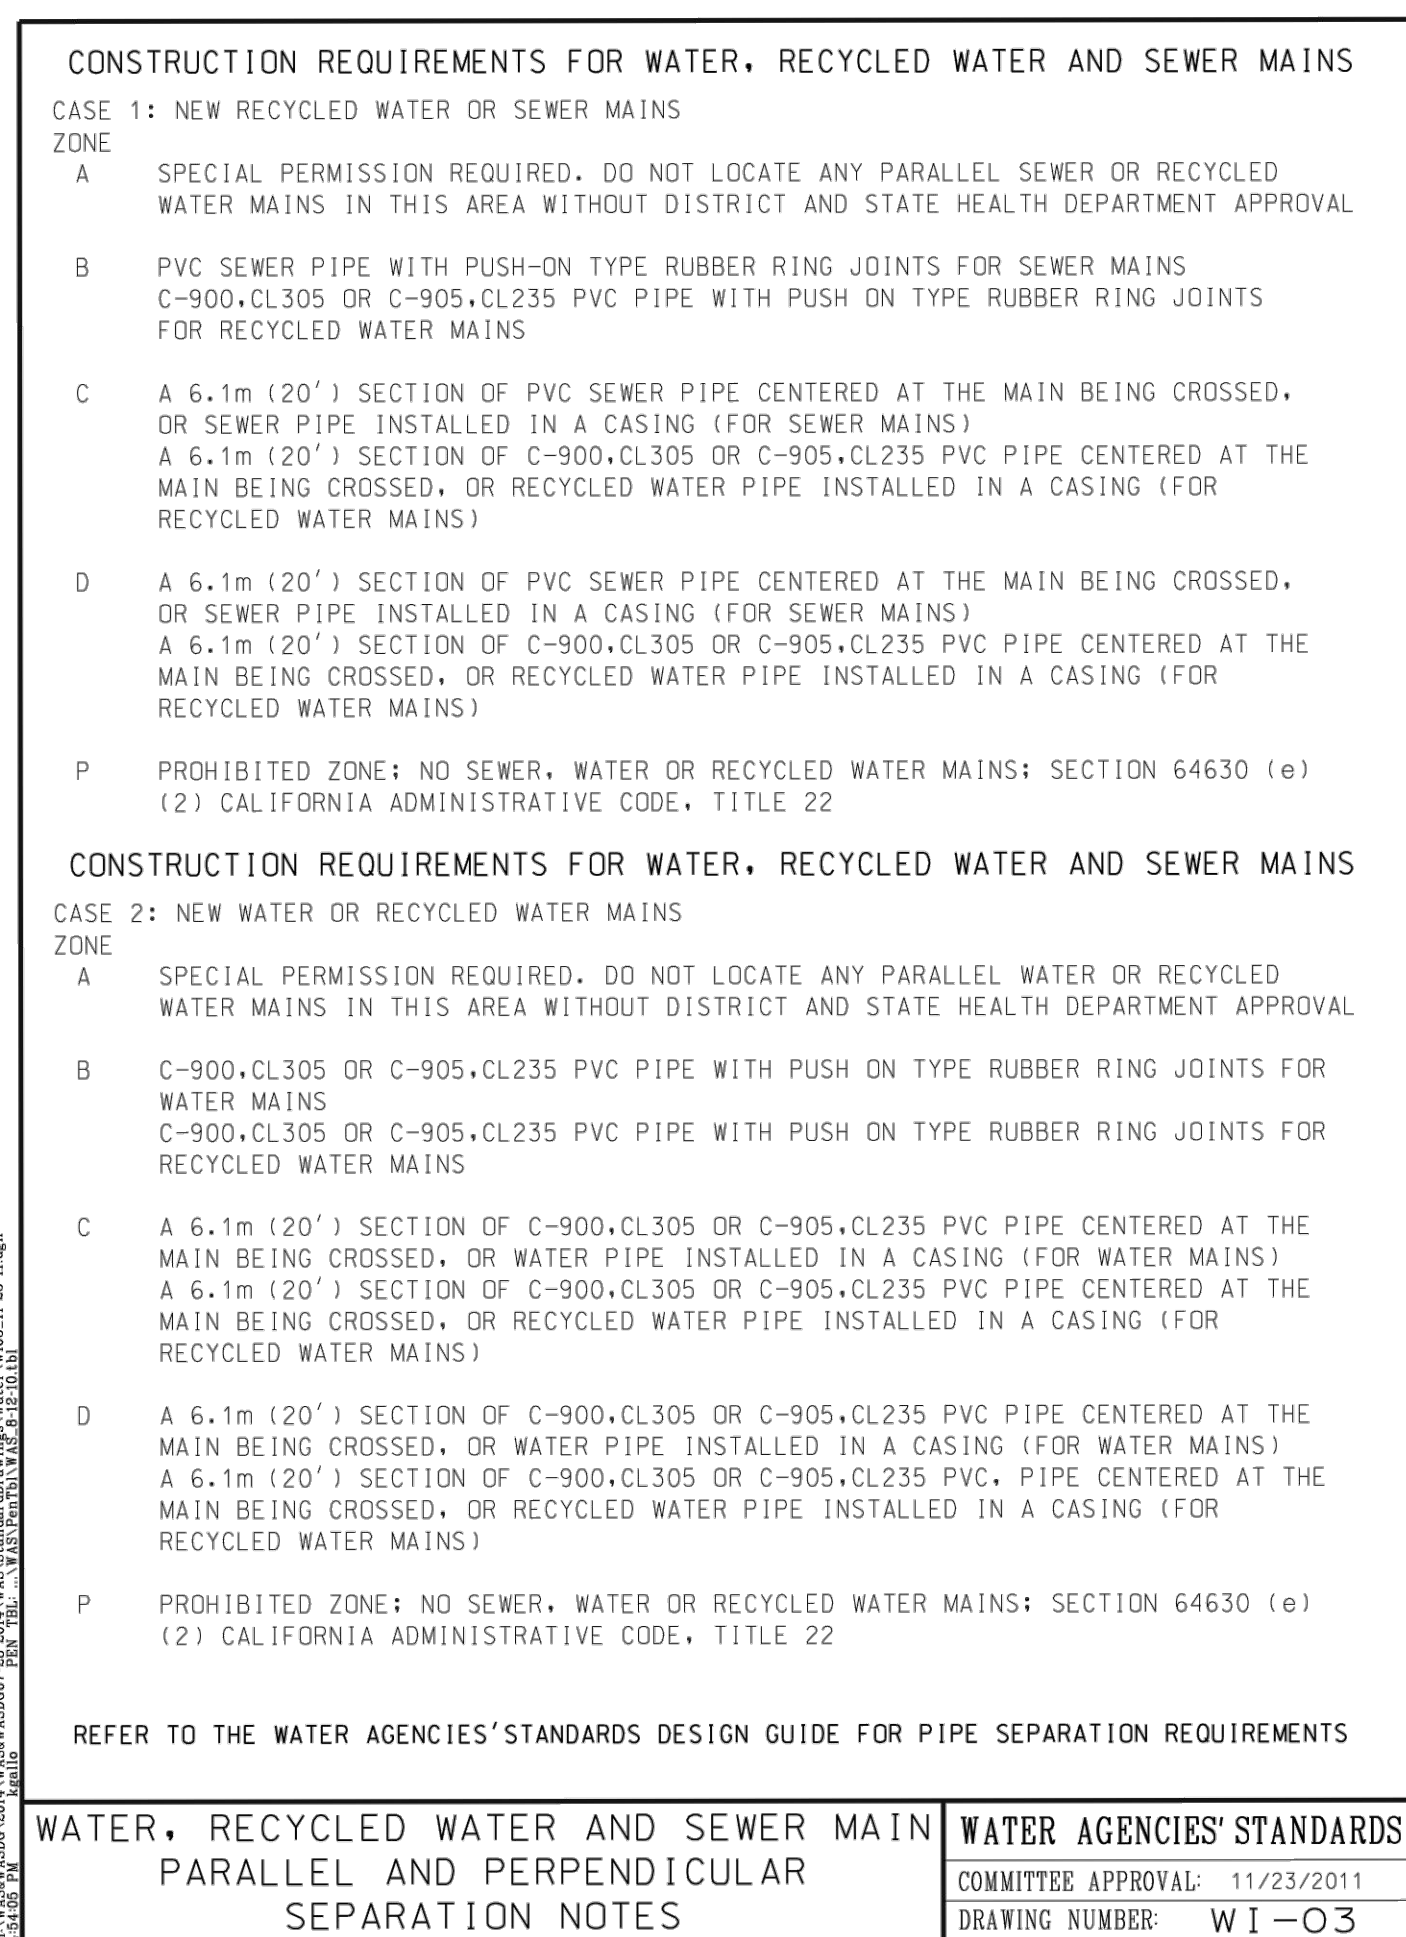 CONSTRUCTION REQUIREMENTS FOR WATER, RECYCLED WATER AND SEWER MAINS
CASE 1: NEW RECYCLED WATER OR SEWER MAINS
ZONE
A SPECIAL PERMISSION REQUIRED. DO NOT LOCATE ANY PARALLEL SEWER OR RECYCLED
WATER MAINS IN THIS AREA WITHOUT DISTRICT AND STATE HEALTH DEPARTMENT APPROVAL
B PVC SEWER PIPE WITH PUSH-ON TYPE RUBBER RING JOINTS FOR SEWER MAINS
C-900,CL305 OR C-905,CL235 PVC PIPE WITH PUSH ON TYPE RUBBER RING JOINTS
FOR RECYCLED WATER MAINS
C A 6.1m (20') SECTION OF PVC SEWER PIPE CENTERED AT THE MAIN BEING CROSSED,
OR SEWER PIPE INSTALLED IN A CASING (FOR SEWER MAINS)
A 6.1m (20') SECTION OF C-900,CL305 OR C-905,CL235 PVC PIPE CENTERED AT THE
MAIN BEING CROSSED, OR RECYCLED WATER PIPE INSTALLED IN A CASING (FOR
RECYCLED WATER MAINS)
D A 6.1m (20') SECTION OF PVC SEWER PIPE CENTERED AT THE MAIN BEING CROSSED,
OR SEWER PIPE INSTALLED IN A CASING (FOR SEWER MAINS)
A 6.1m (20') SECTION OF C-900,CL305 OR C-905,CL235 PVC PIPE CENTERED AT THE
MAIN BEING CROSSED, OR RECYCLED WATER PIPE INSTALLED IN A CASING (FOR
RECYCLED WATER MAINS)
P PROHIBITED ZONE; NO SEWER, WATER OR RECYCLED WATER MAINS; SECTION 64630 (e)
(2) CALIFORNIA ADMINISTRATIVE CODE, TITLE 22
CONSTRUCTION REQUIREMENTS FOR WATER, RECYCLED WATER AND SEWER MAINS
CASE 2: NEW WATER OR RECYCLED WATER MAINS
ZONE
A SPECIAL PERMISSION REQUIRED. DO NOT LOCATE ANY PARALLEL WATER OR RECYCLED
WATER MAINS IN THIS AREA WITHOUT DISTRICT AND STATE HEALTH DEPARTMENT APPROVAL
B C-900,CL305 OR C-905,CL235 PVC PIPE WITH PUSH ON TYPE RUBBER RING JOINTS FOR
WATER MAINS
C-900,CL305 OR C-905,CL235 PVC PIPE WITH PUSH ON TYPE RUBBER RING JOINTS FOR
RECYCLED WATER MAINS
C A 6.1m (20') SECTION OF C-900,CL305 OR C-905,CL235 PVC PIPE CENTERED AT THE
MAIN BEING CROSSED, OR WATER PIPE INSTALLED IN A CASING (FOR WATER MAINS)
A 6.1m (20') SECTION OF C-900,CL305 OR C-905,CL235 PVC PIPE CENTERED AT THE
MAIN BEING CROSSED, OR RECYCLED WATER PIPE INSTALLED IN A CASING (FOR
RECYCLED WATER MAINS)
D A 6.1m (20') SECTION OF C-900,CL305 OR C-905,CL235 PVC PIPE CENTERED AT THE
MAIN BEING CROSSED, OR WATER PIPE INSTALLED IN A CASING (FOR WATER MAINS)
A 6.1m (20') SECTION OF C-900,CL305 OR C-905,CL235 PVC, PIPE CENTERED AT THE
MAIN BEING CROSSED, OR RECYCLED WATER PIPE INSTALLED IN A CASING (FOR
RECYCLED WATER MAINS)
P PROHIBITED ZONE; NO SEWER, WATER OR RECYCLED WATER MAINS; SECTION 64630 (e)
(2) CALIFORNIA ADMINISTRATIVE CODE, TITLE 22
REFER TO THE WATER AGENCIES'STANDARDS DESIGN GUIDE FOR PIPE SEPARATION REQUIREMENTS
WATER, RECYCLED WATER AND SEWER MAIN
PARALLEL AND PERPENDICULAR
SEPARATION NOTES
WATER AGENCIES' STANDARDS
COMMITTEE APPROVAL: 11/23/2011
DRAWING NUMBER: WI-03
:54:05 PM kgallo PEN TBL: ...\WAS\PenTbl\WAS_8-12-10.tbl